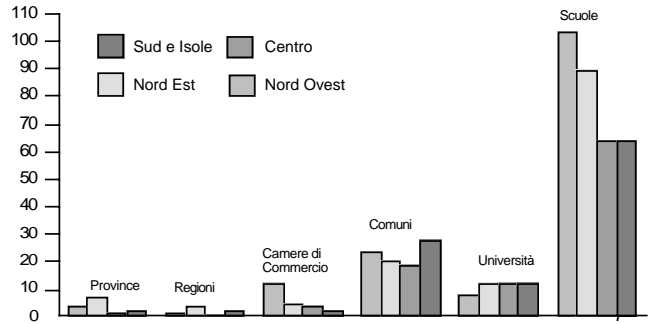 110
100
90
80
70
60
50
40
30
20
10
0
Sud e Isole
Centro
Nord Est
Nord Ovest
Province
Regioni
Camere di
Commercio
Comuni
Università
Scuole